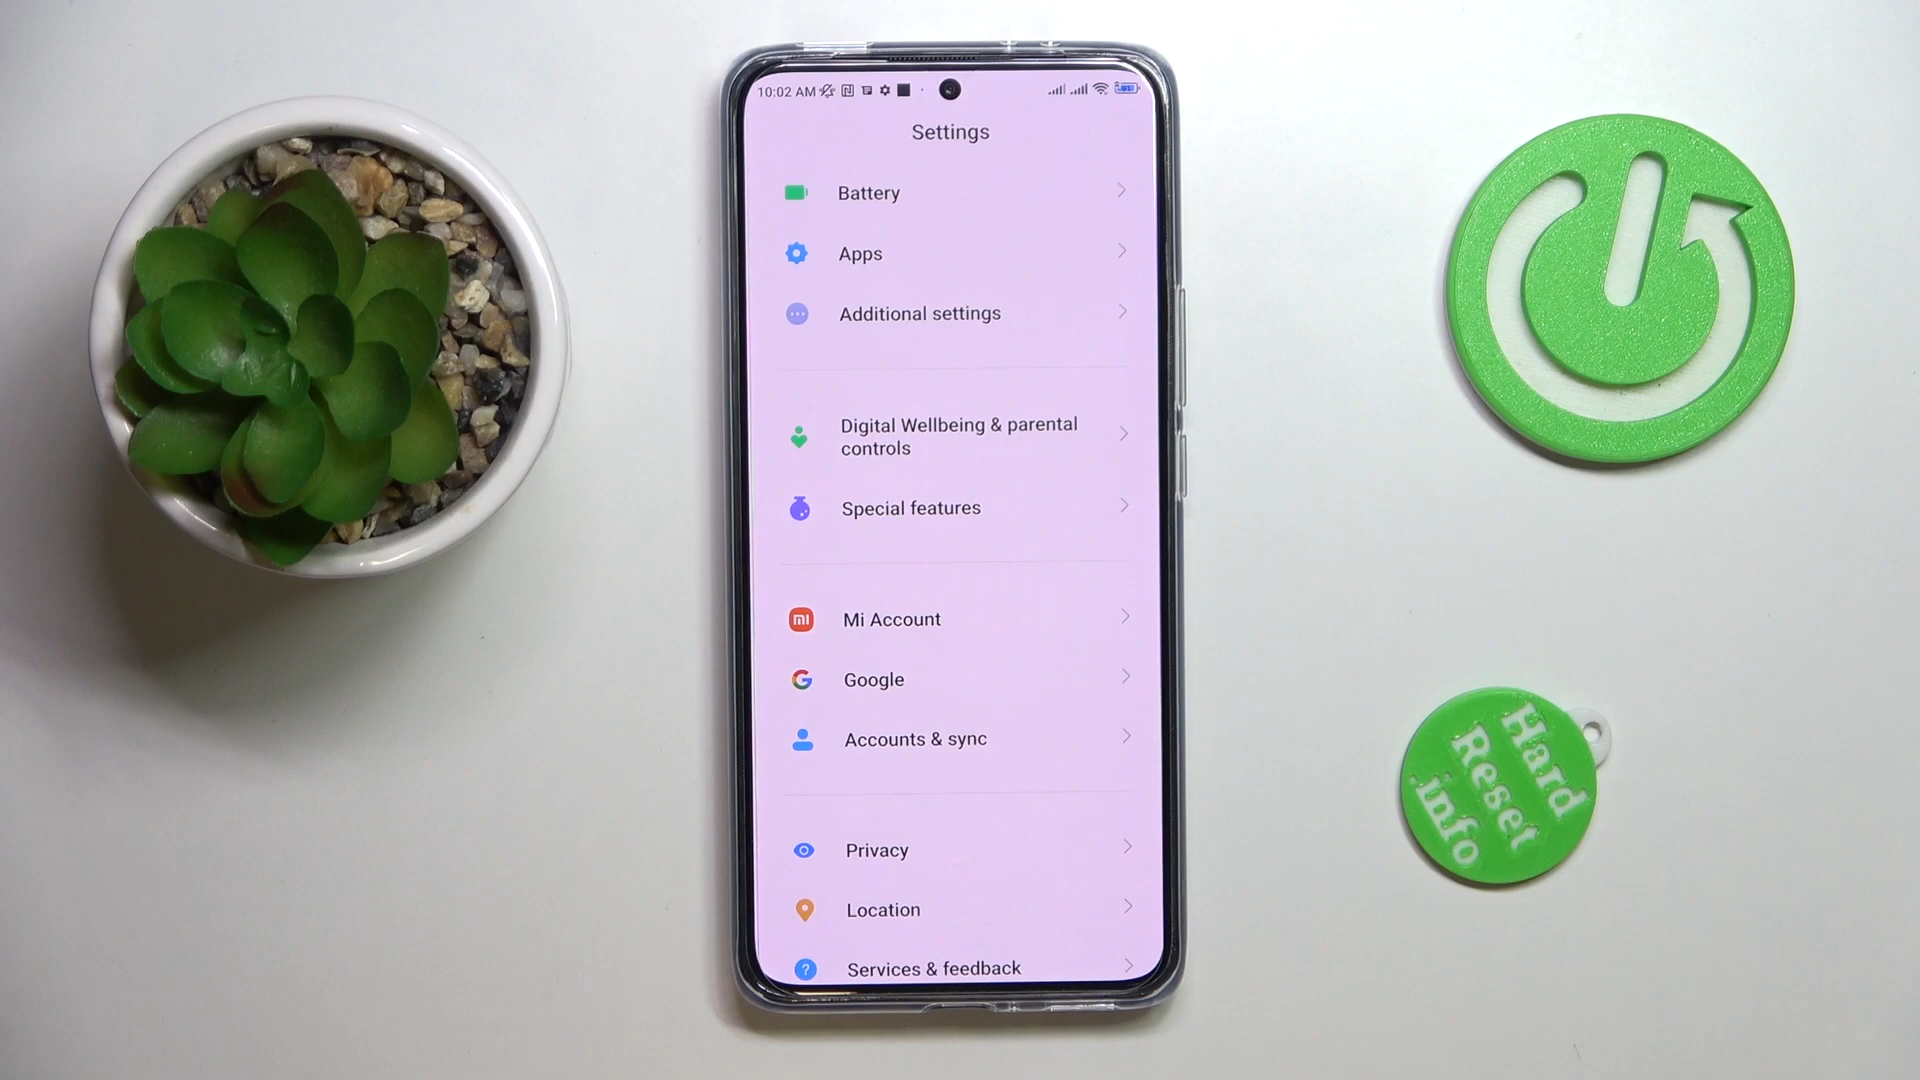 10:02 AM
Settings
Battery
Apps
Additional settings
Digital Wellbeing & parental
controls
Special features
Mi Account
Google
Accounts & sync
Privacy
Location
Services & feedback
Hard
Reset
.info